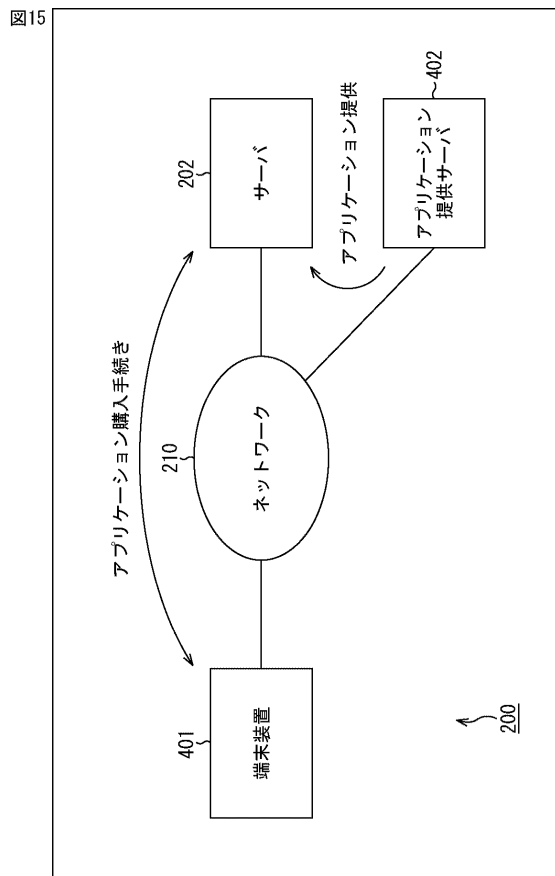 図15
アプリケーション購入手続き
401
端末装置
210
ネットワーク
202
サーバ
アプリケーション提供
402
アプリケーション
提供サーバ
200